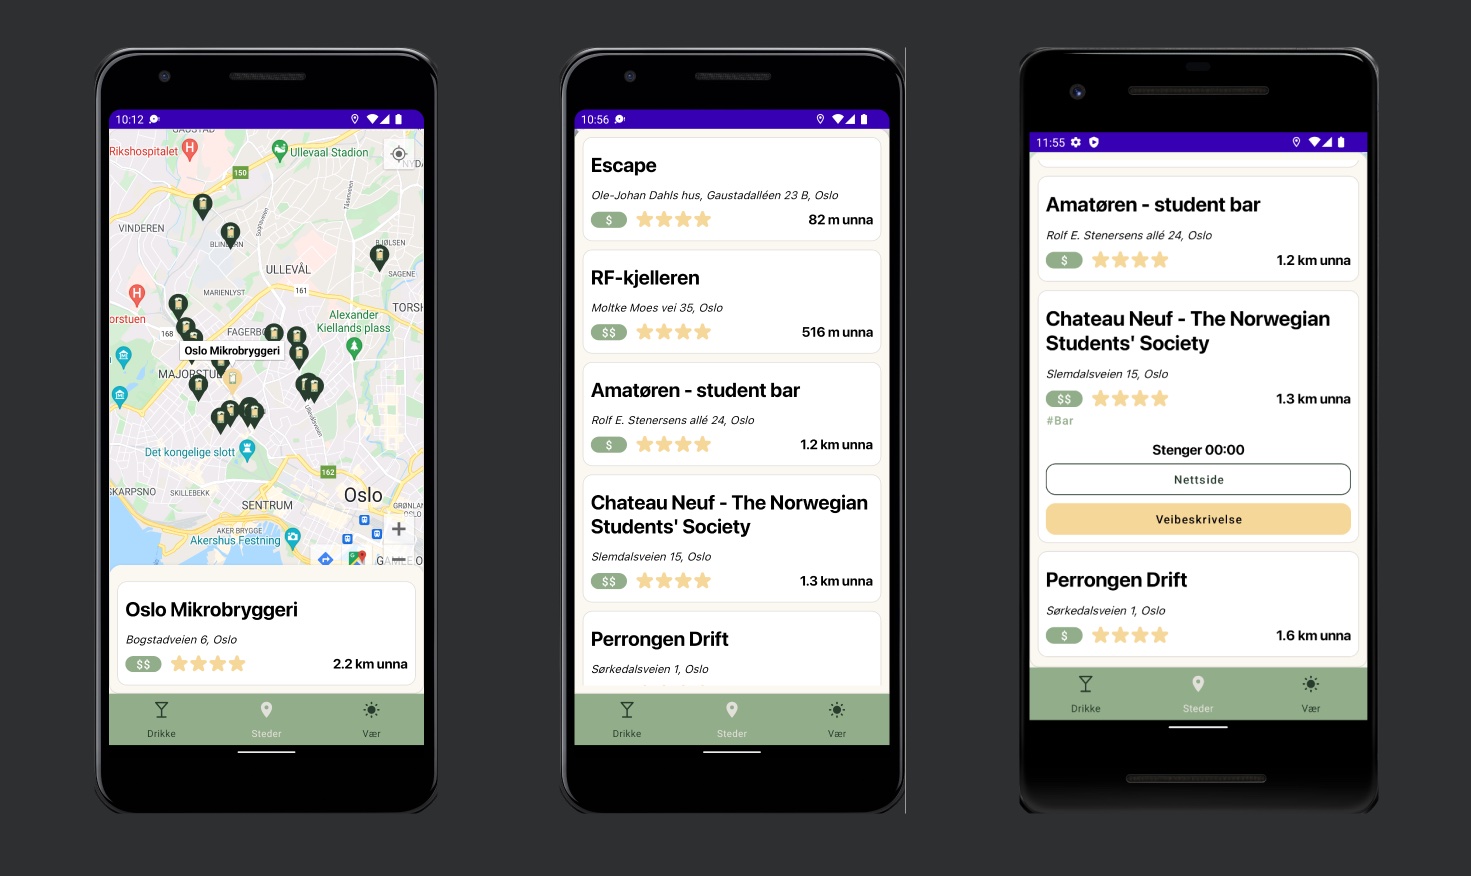 10:12
GAUSTAD
Rikshospitalet
Ullevaal Stadion
150
Tåsenveien
Sognsveien
VINDEREN
BLINDERN
BJØLSEN
SAGENE
ULLEVÅL
MARIENLYST
161
Alexander
Kiellands plass
168
FAGERBO
Oslo Mikrobryggeri
MAJORSTUE
Ullevålsveien
Det kongelige slott
162
SKARPSNO
SKILLEBEKK
Oslo
SENTRUM
AKER BRYGGE
Akershus Festning
Oslo Mikrobryggeri
Bogstadveien 6, Oslo
$$
2.2 km unna
Drikke
Steder
Vær
10:56
Escape
Ole-Johan Dahls hus, Gaustadalléen 23 B, Oslo
$
82 m unna
RF-kjelleren
Moltke Moes vei 35, Oslo
$$
516 m unna
Amatøren - student bar
Rolf E. Stenersens allé 24, Oslo
$
1.2 km unna
Chateau Neuf - The Norwegian
Students' Society
Slemdalsveien 15, Oslo
$$
1.3 km unna
Perrongen Drift
Sørkedalsveien 1, Oslo
Drikke
Steder
Vær
11:55
Amatøren - student bar
Rolf E. Stenersens allé 24, Oslo
$
1.2 km unna
Chateau Neuf - The Norwegian
Students' Society
Slemdalsveien 15, Oslo
$$
1.3 km unna
#Bar
Stenger 00:00
Nettside
Veibeskrivelse
Perrongen Drift
Sørkedalsveien 1, Oslo
$
1.6 km unna
Drikke
Steder
Vær